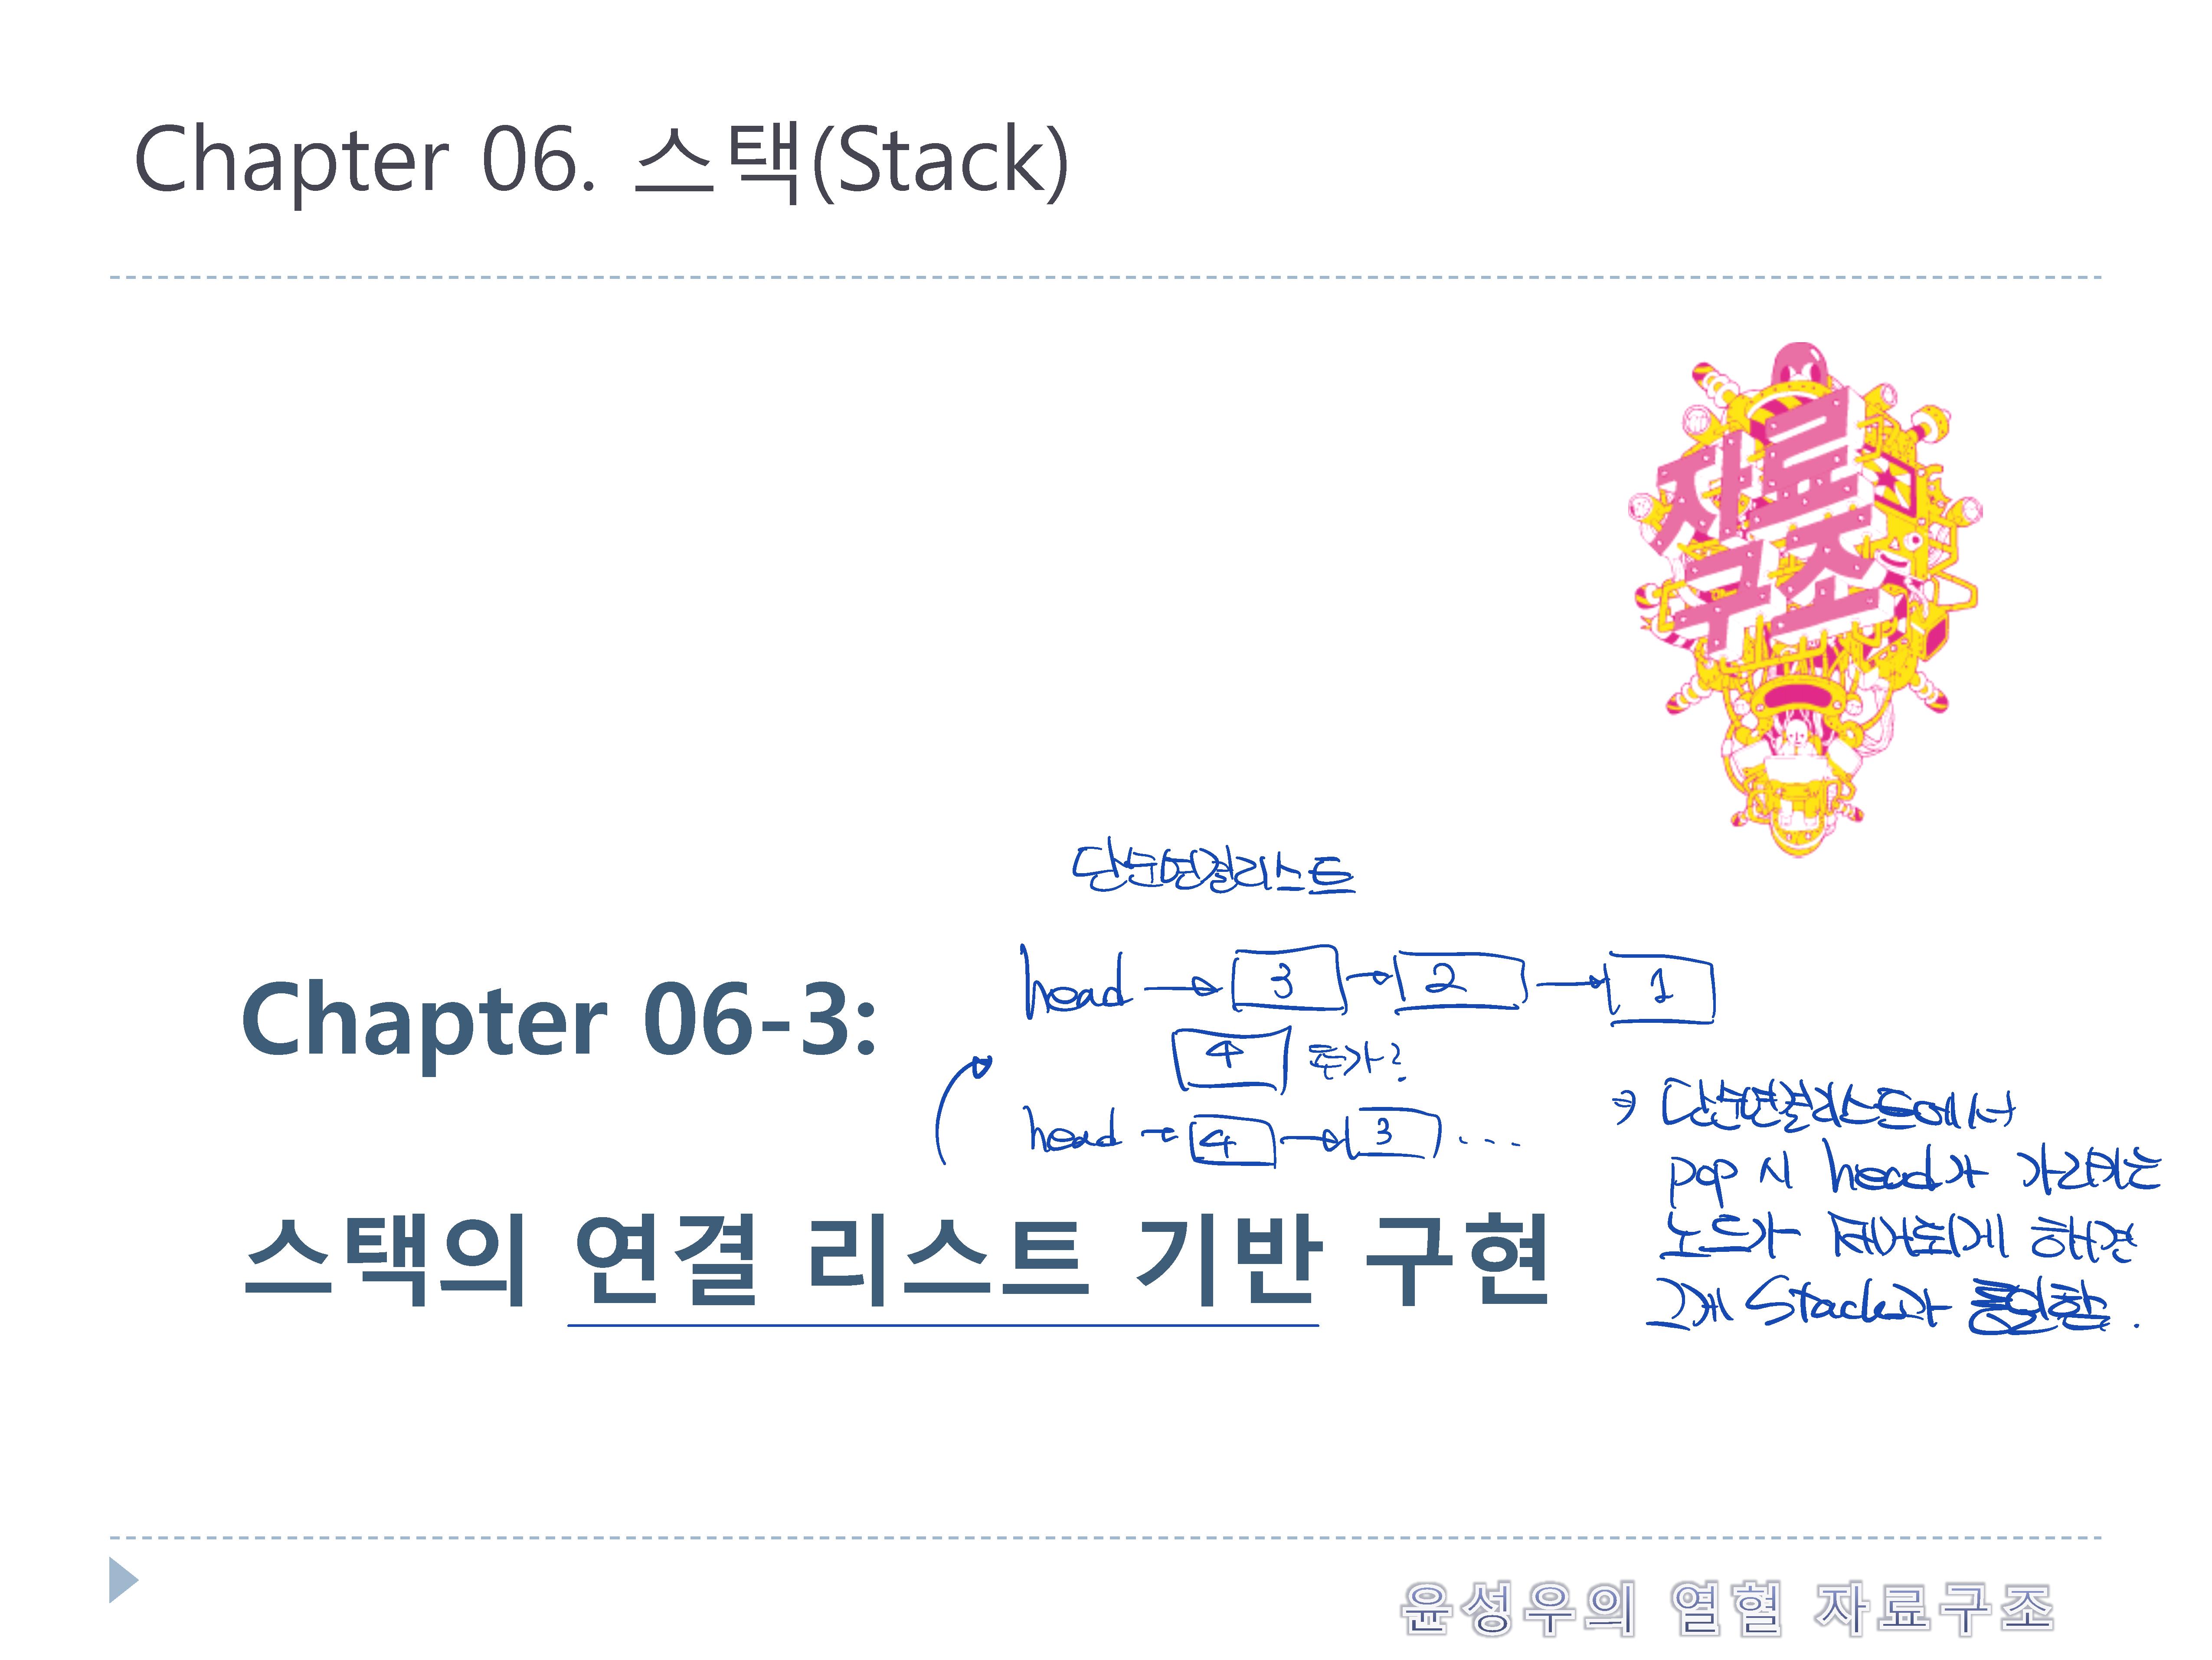 Chapter 06. 스택(Stack)
자료
구조
단순연결리스트
head → 3 → 2 → 1
4 추가?
head → 4 → 3 ...
Chapter 06-3:
스택의 연결 리스트 기반 구현
⇒ 단순연결리스트에서
pop 시 head가 가리키는
노드가 제거되게 하면
그게 Stack과 동일함.
윤성우의 열혈 자료구조